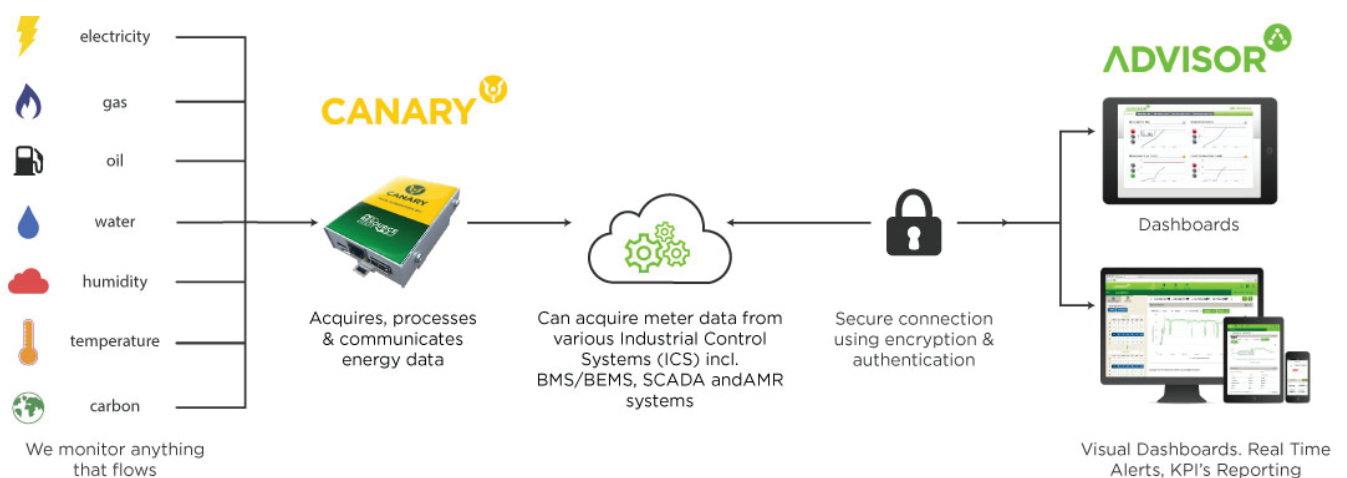 electricity
gas
oil
water
humidity
temperature
carbon
We monitor anything
that flows
CANARY
CANARY
Acquires, processes
& communicates
energy data
Can acquire meter data from
various Industrial Control
Systems (ICS) incl.
BMS/BEMS, SCADA andAMR
systems
Secure connection
using encryption &
authentication
ADVISOR
ADVISOR
Dashboards
Visual Dashboards. Real Time
Alerts, KPI's Reporting